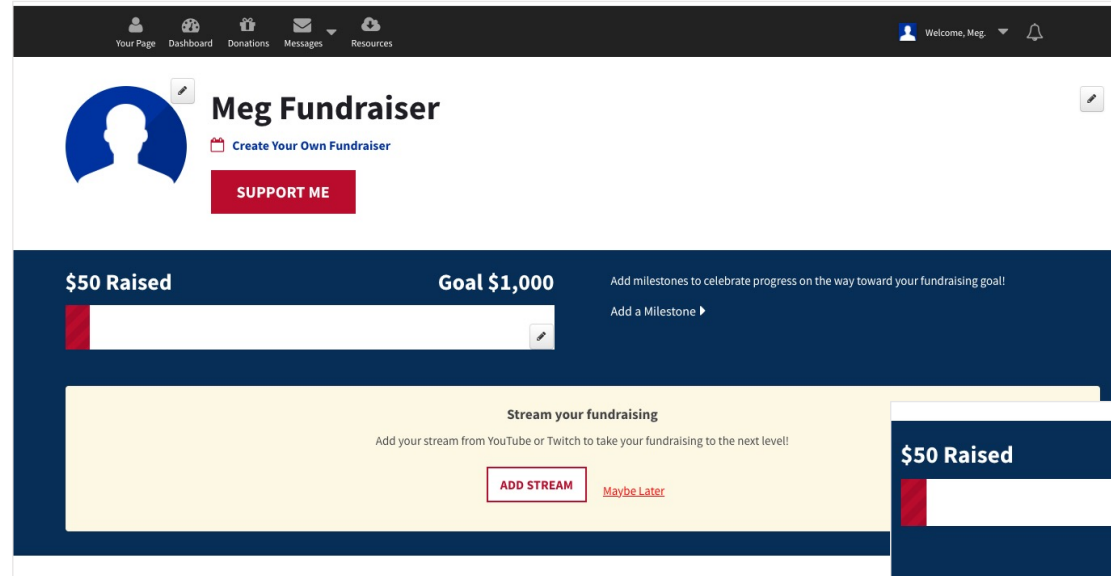 Your Page Dashboard Donations Messages Resources Welcome, Meg.
Meg Fundraiser
Create Your Own Fundraiser
SUPPORT ME
$50 Raised Goal $1,000
Add milestones to celebrate progress on the way toward your fundraising goal!
Add a Milestone
Stream your fundraising
Add your stream from YouTube or Twitch to take your fundraising to the next level!
ADD STREAM Maybe Later
$50 Raised